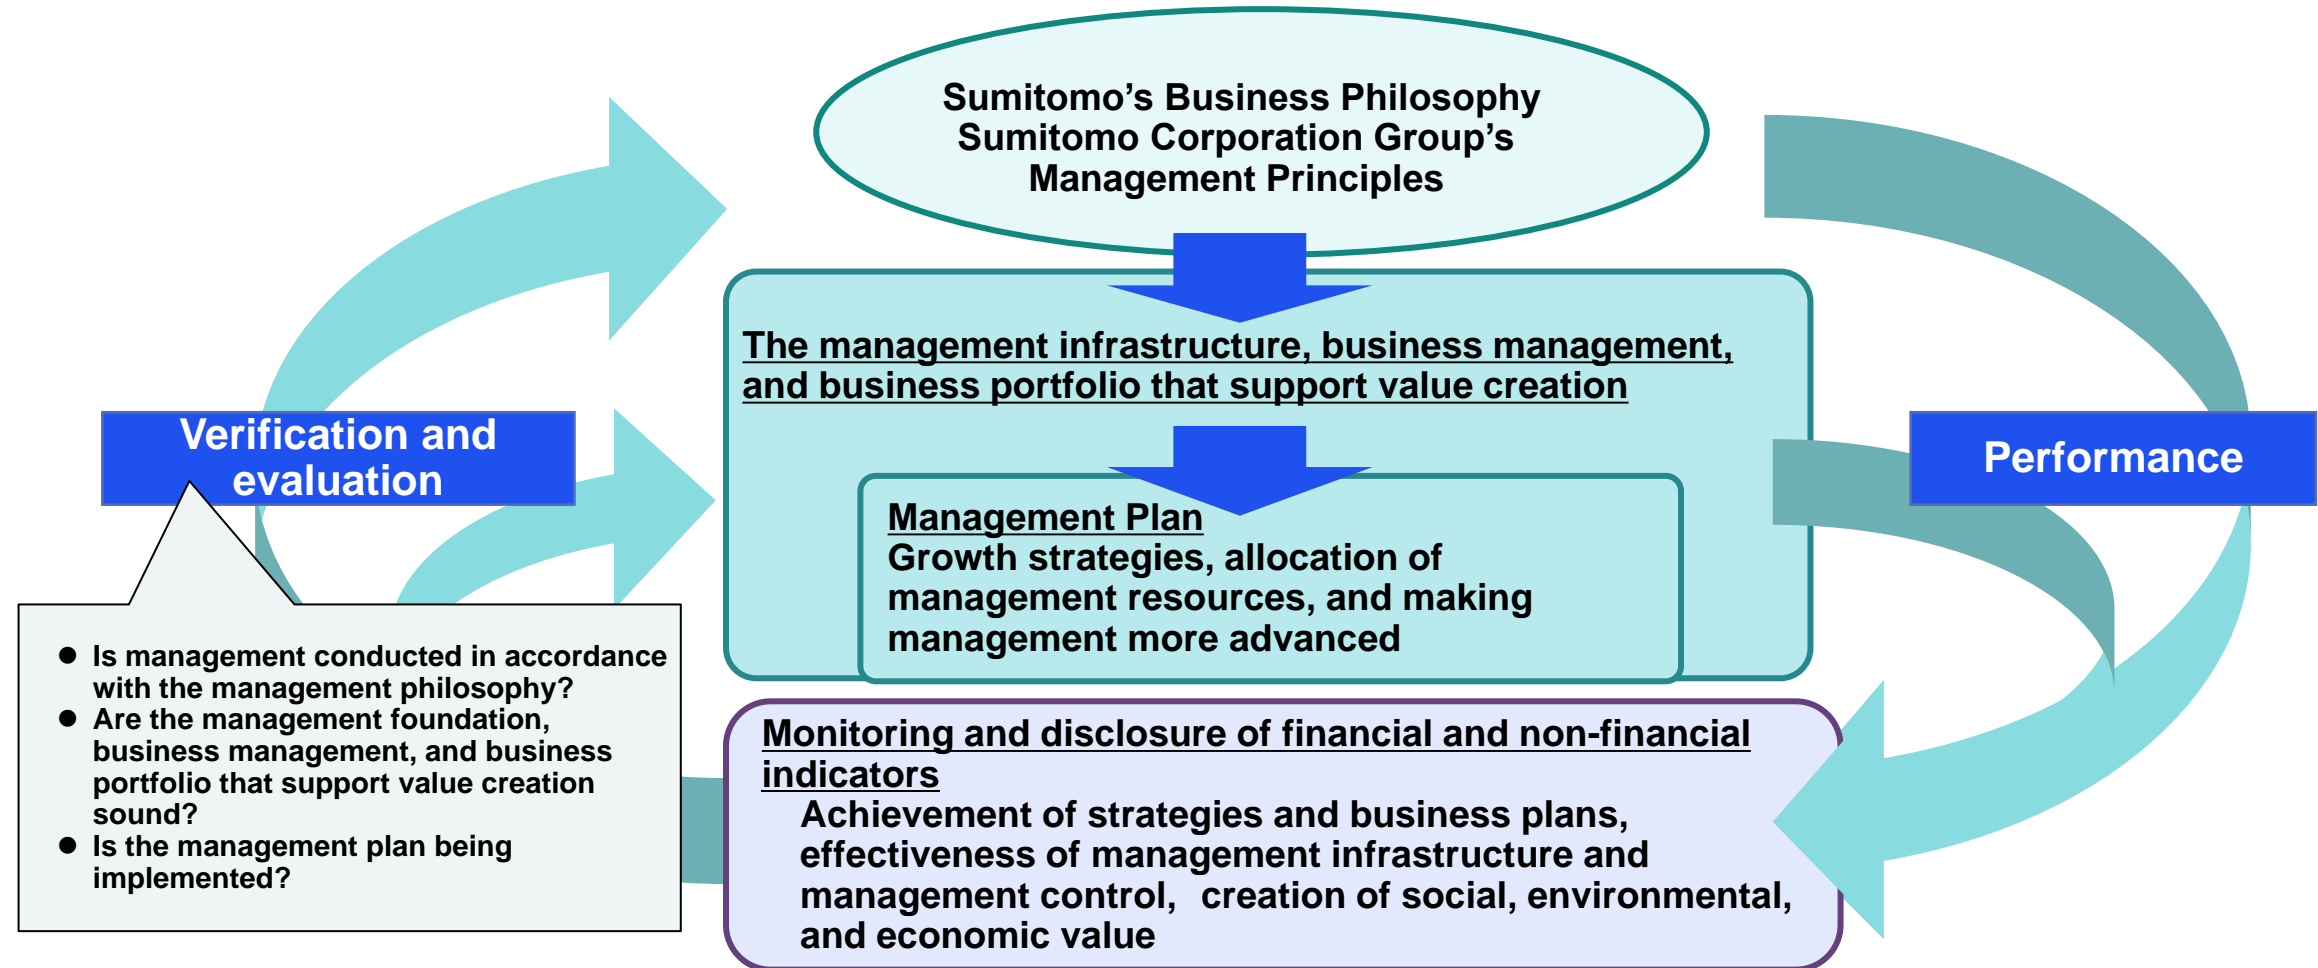 Sumitomo’s Business Philosophy
Sumitomo Corporation Group’s
Management Principles
The management infrastructure, business management,
and business portfolio that support value creation
Management Plan
Growth strategies, allocation of
management resources, and making
management more advanced
Verification and
evaluation
Performance
● Is management conducted in accordance
with the management philosophy?
● Are the management foundation,
business management, and business
portfolio that support value creation
sound?
● Is the management plan being
implemented?
Monitoring and disclosure of financial and non-financial
indicators
Achievement of strategies and business plans,
effectiveness of management infrastructure and
management control, creation of social, environmental,
and economic value